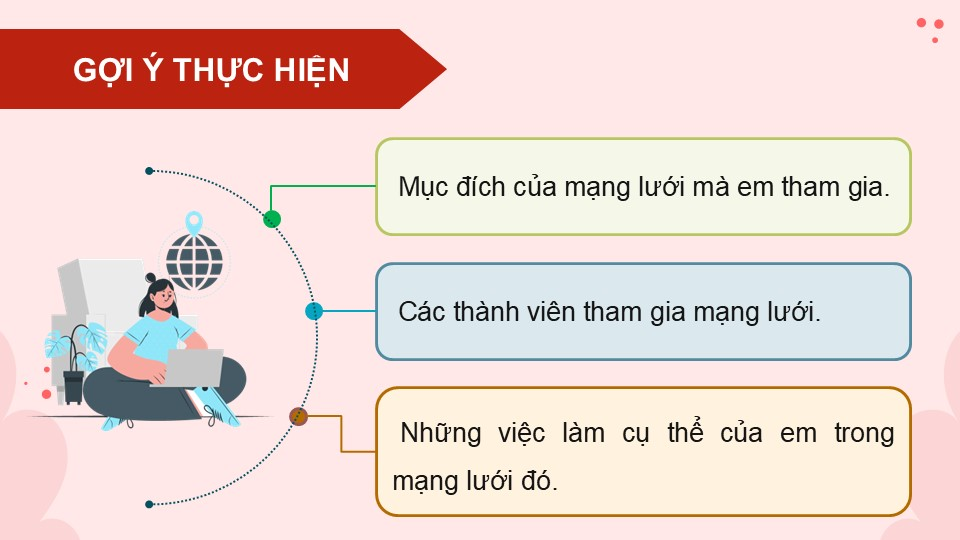 GỢI Ý THỰC HIỆN
Mục đích của mạng lưới mà em tham gia.
Các thành viên tham gia mạng lưới.
Những việc làm cụ thể của em trong
mạng lưới đó.